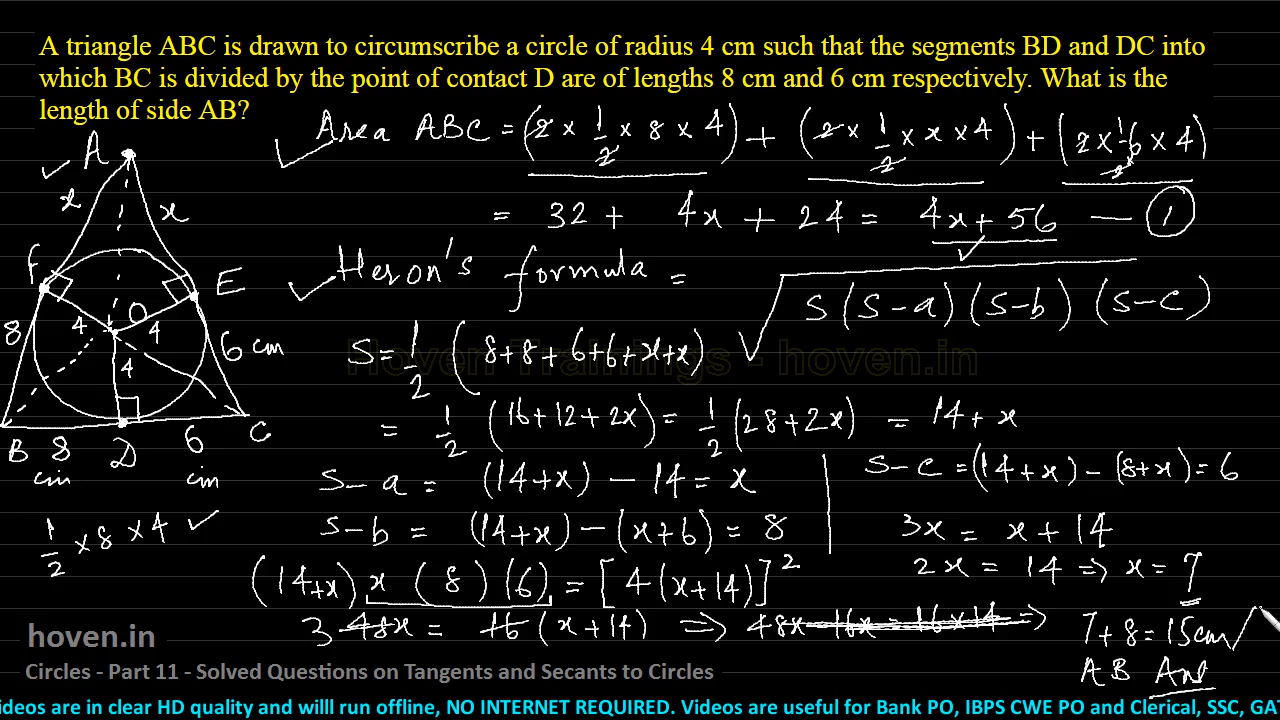 A triangle ABC is drawn to circumscribe a circle of radius 4 cm such that the segments BD and DC into
which BC is divided by the point of contact D are of lengths 8 cm and 6 cm respectively. What is the
length of side AB?
Area ABC = (2 × 1/2 × 8 × 4) + (2 × 1/2 × x × 4) + (2 × 1/2 6 × 4)
= 32 + 4x + 24 = 4x + 56 — 1
Heron's formula = √s(s-a)(s-b)(s-c)
A
x x
F E
O
8 4 4 6 cm
4
B 8 D 6 C
cm cm
1/2 × 8 × 4
S = 1/2 (8+8+6+6+x+x)
Hoven Trainings - hoven.in
= 1/2 (16+12+2x) = 1/2 (28+2x) = 14+x
s-a = (14+x) - 14 = x
s-b = (14+x) - (x+6) = 8
s-c = (14+x) - (8+x) = 6
(14+x) x (8)(6) = [4(x+14)]²
3 48x = 16 (x+14) ⇒ 48x - 16x = 16×14 ⇒
3x = x + 14
2x = 14 ⇒ x = 7
7+8 = 15cm
AB Ans
hoven.in
Circles - Part 11 - Solved Questions on Tangents and Secants to Circles
ideos are in clear HD quality and willl run offline, NO INTERNET REQUIRED. Videos are useful for Bank PO, IBPS CWE PO and Clerical, SSC, GA